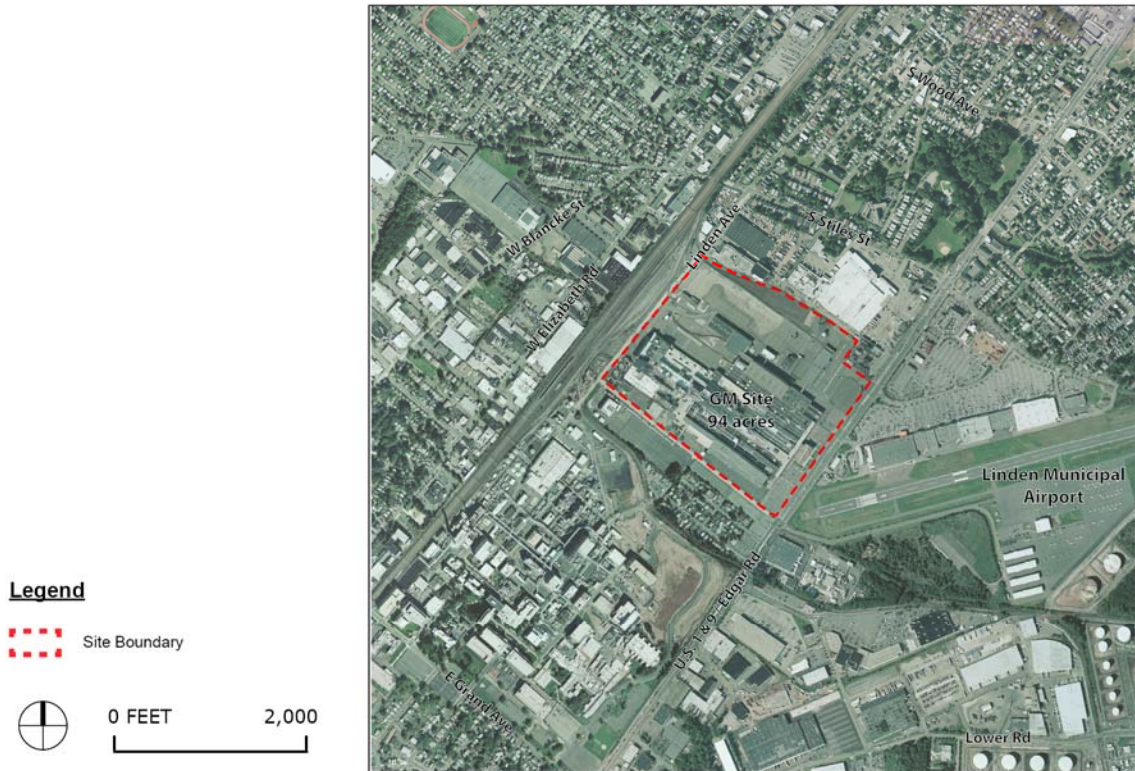 S Wood Ave
Linden Ave
S Stiles St
W Blancke St
W Elizabeth Rd
GM Site
94 acres
Linden Municipal
Airport
U.S. 1 & 9 - Edgar Rd
E Grand Ave
Lower Rd
Legend
Site Boundary
0 FEET 2,000